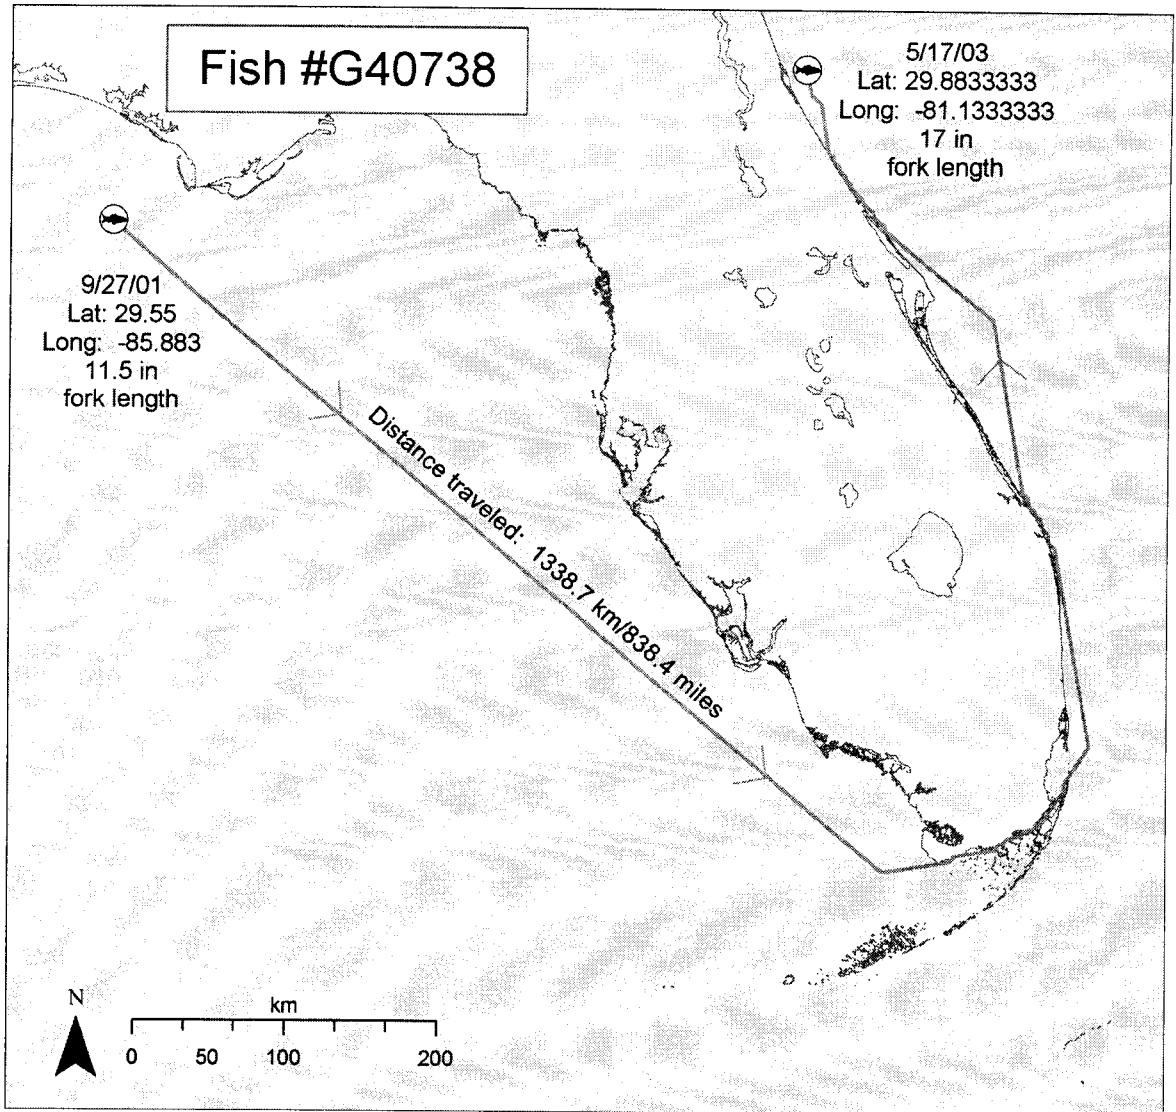 Fish #G40738
5/17/03
Lat: 29.8833333
Long: -81.1333333
17 in
fork length
9/27/01
Lat: 29.55
Long: -85.883
11.5 in
fork length
Distance traveled: 1338.7 km/838.4 miles
N
km
0 50 100 200